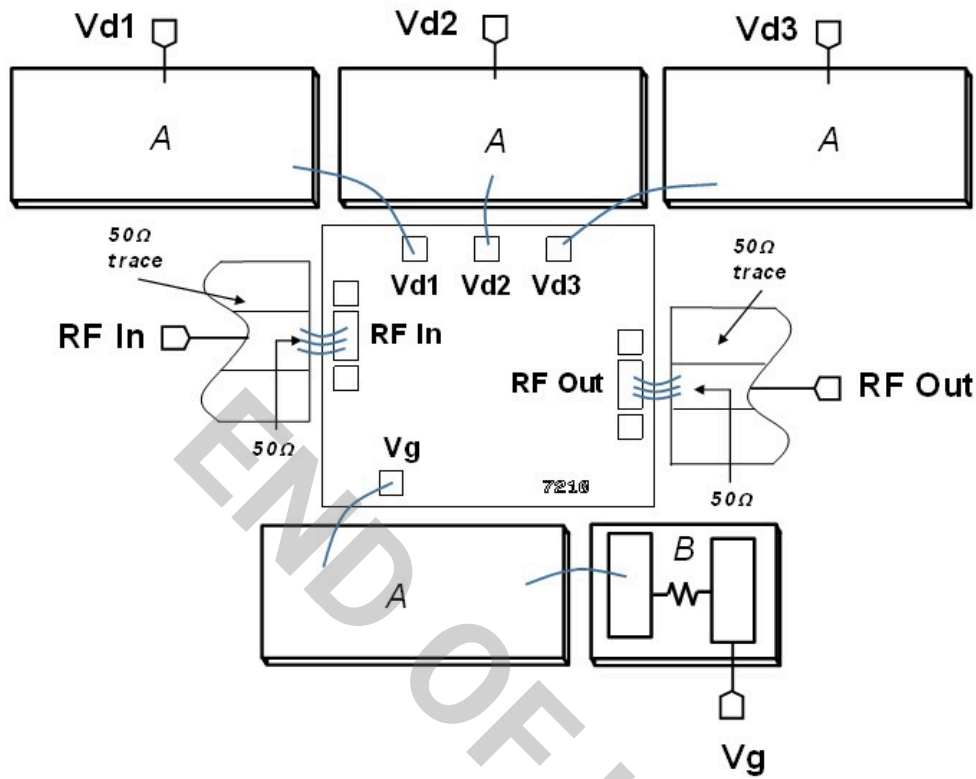 Vd1
Vd2
Vd3
A
A
A
50Ω
trace
50Ω
trace
Vd1
Vd2
Vd3
RF In
RF In
RF Out
RF Out
50Ω
Vg
7210
50Ω
A
B
Vg
END OF